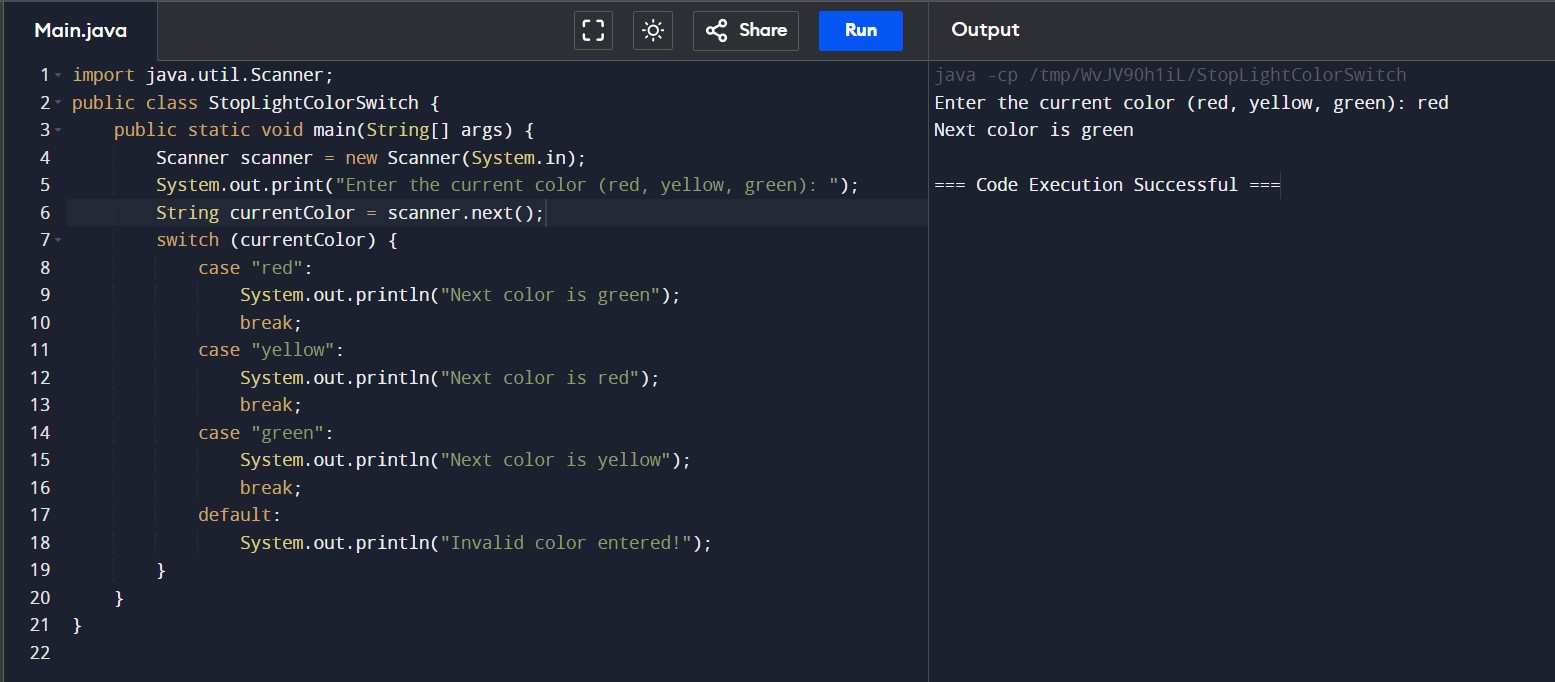 Main.java
Share
Run
Output
1 import java.util.Scanner;
2 public class StopLightColorSwitch {
3     public static void main(String[] args) {
4         Scanner scanner = new Scanner(System.in);
5         System.out.print("Enter the current color (red, yellow, green): ");
6         String currentColor = scanner.next();
7         switch (currentColor) {
8             case "red":
9                 System.out.println("Next color is green");
10                 break;
11             case "yellow":
12                 System.out.println("Next color is red");
13                 break;
14             case "green":
15                 System.out.println("Next color is yellow");
16                 break;
17             default:
18                 System.out.println("Invalid color entered!");
19         }
20     }
21 }
22
java -cp /tmp/WvJV9Oh1iL/StopLightColorSwitch
Enter the current color (red, yellow, green): red
Next color is green
=== Code Execution Successful ===